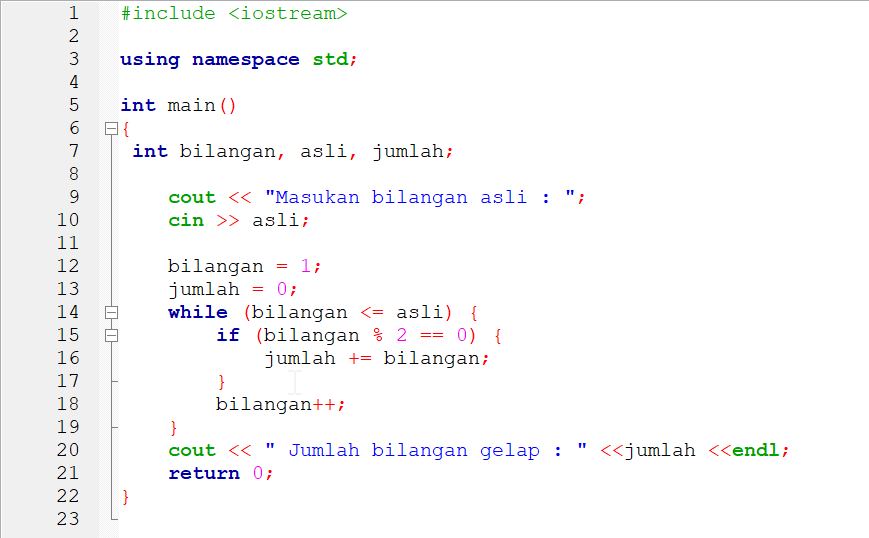 1 #include <iostream>
2
3 using namespace std;
4
5 int main()
6 {
7 int bilangan, asli, jumlah;
8
9 cout << "Masukan bilangan asli : ";
10 cin >> asli;
11
12 bilangan = 1;
13 jumlah = 0;
14 while (bilangan <= asli) {
15 if (bilangan % 2 == 0) {
16 jumlah += bilangan;
17 }
18 bilangan++;
19 }
20 cout << " Jumlah bilangan gelap : " <<jumlah <<endl;
21 return 0;
22 }
23